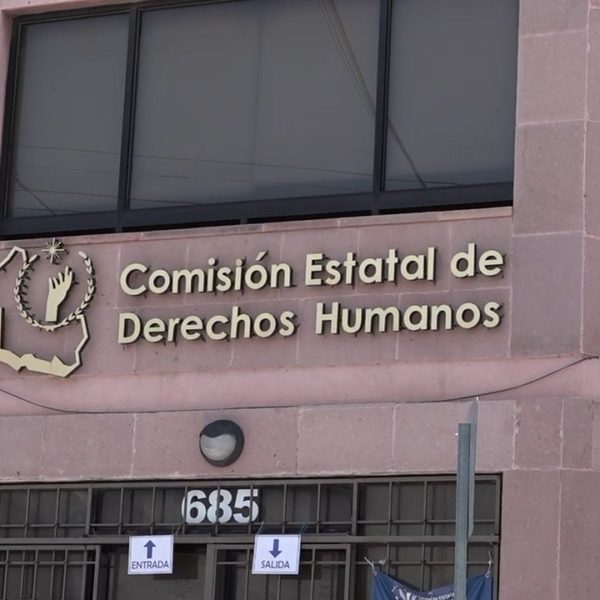 Comisión Estatal de
Derechos Humanos
685
ENTRADA
SALIDA